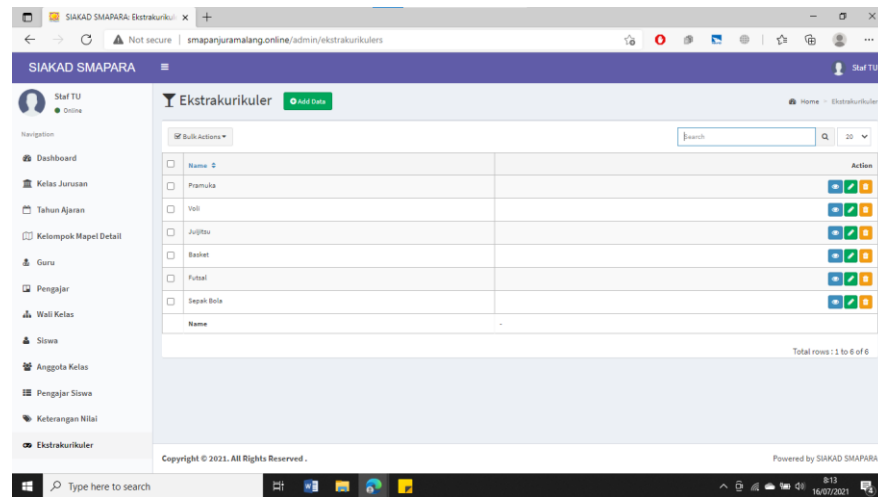 SIAKAD SMAPARA: Ekstrakurikul
Not secure | smapanjuramalang.online/admin/ekstrakurikulers
SIAKAD SMAPARA
Staf TU
Staf TU
Online
Ekstrakurikuler
Add Data
Home
Ekstrakurikuler
Navigation
Bulk Actions
Search
20
Dashboard
Kelas Jurusan
Tahun Ajaran
Kelompok Mapel Detail
Guru
Pengajar
Wali Kelas
Siswa
Anggota Kelas
Pengajar Siswa
Keterangan Nilai
Ekstrakurikuler
Name Action
Pramuka
Voli
Juijitsu
Basket
Futsal
Sepak Bola
Name -
Total rows : 1 to 6 of 6
Copyright © 2021. All Rights Reserved .
Powered by SIAKAD SMAPARA
Type here to search
8:13
16/07/2021